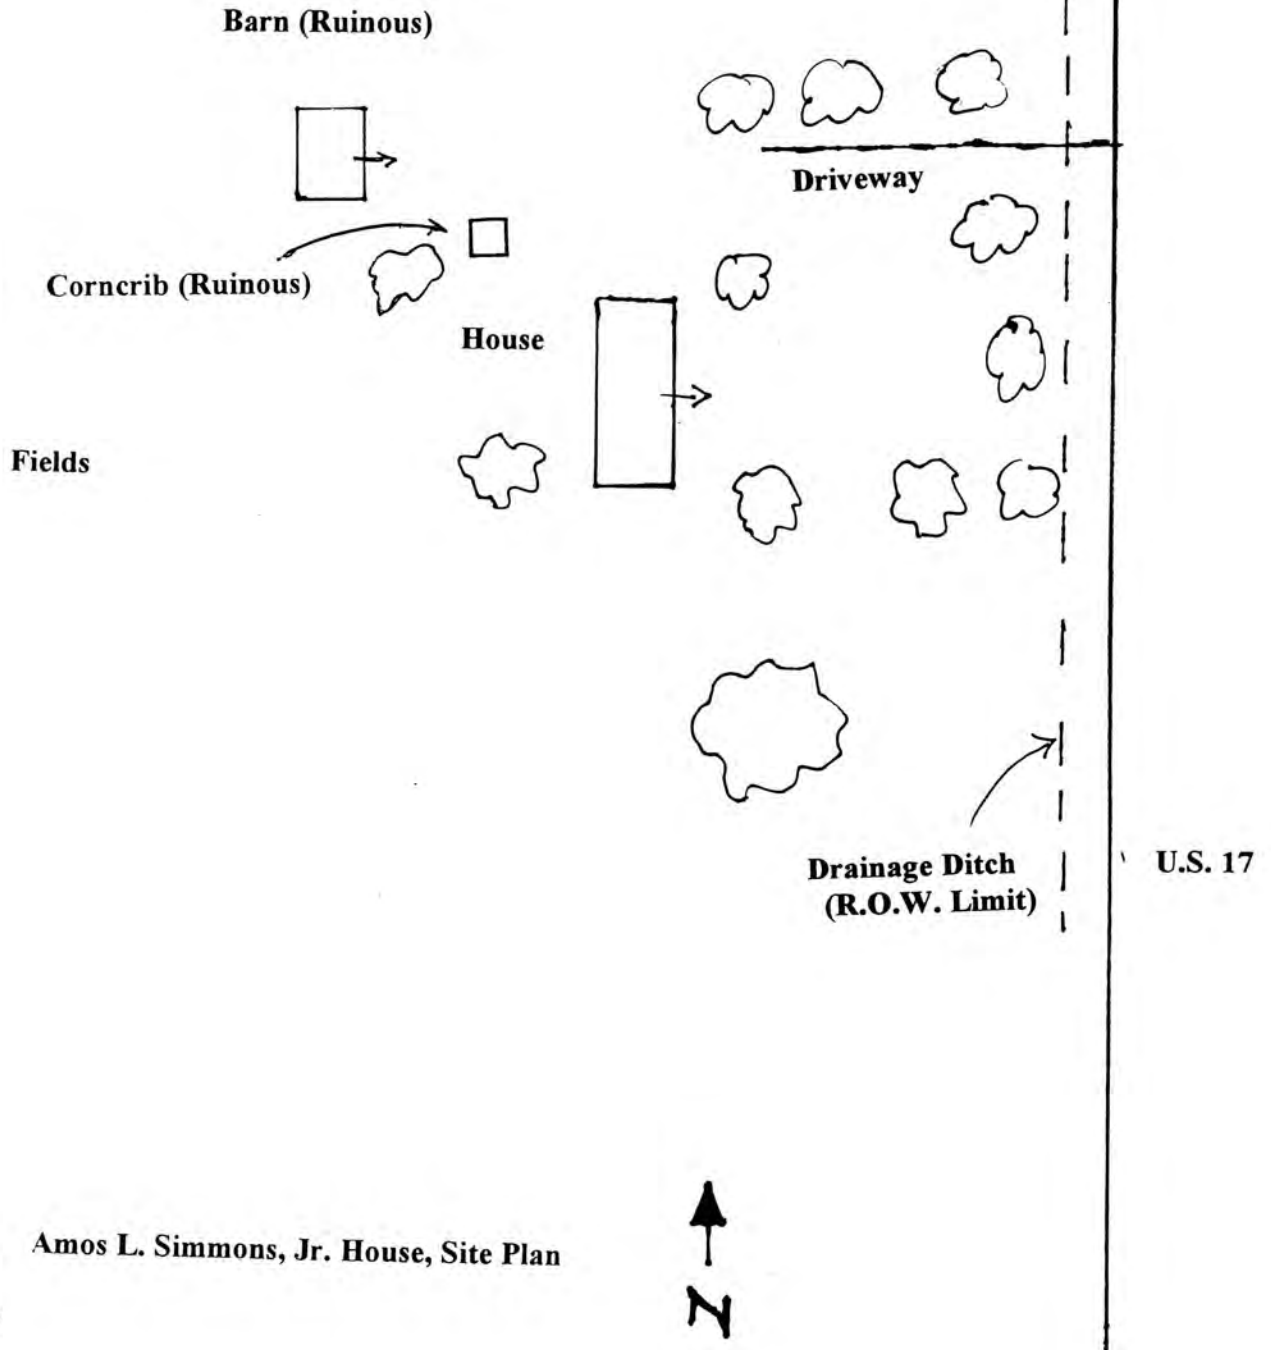 Barn (Ruinous)
Driveway
Corncrib (Ruinous)
House
Fields
Drainage Ditch
(R.O.W. Limit)
U.S. 17
Amos L. Simmons, Jr. House, Site Plan
N